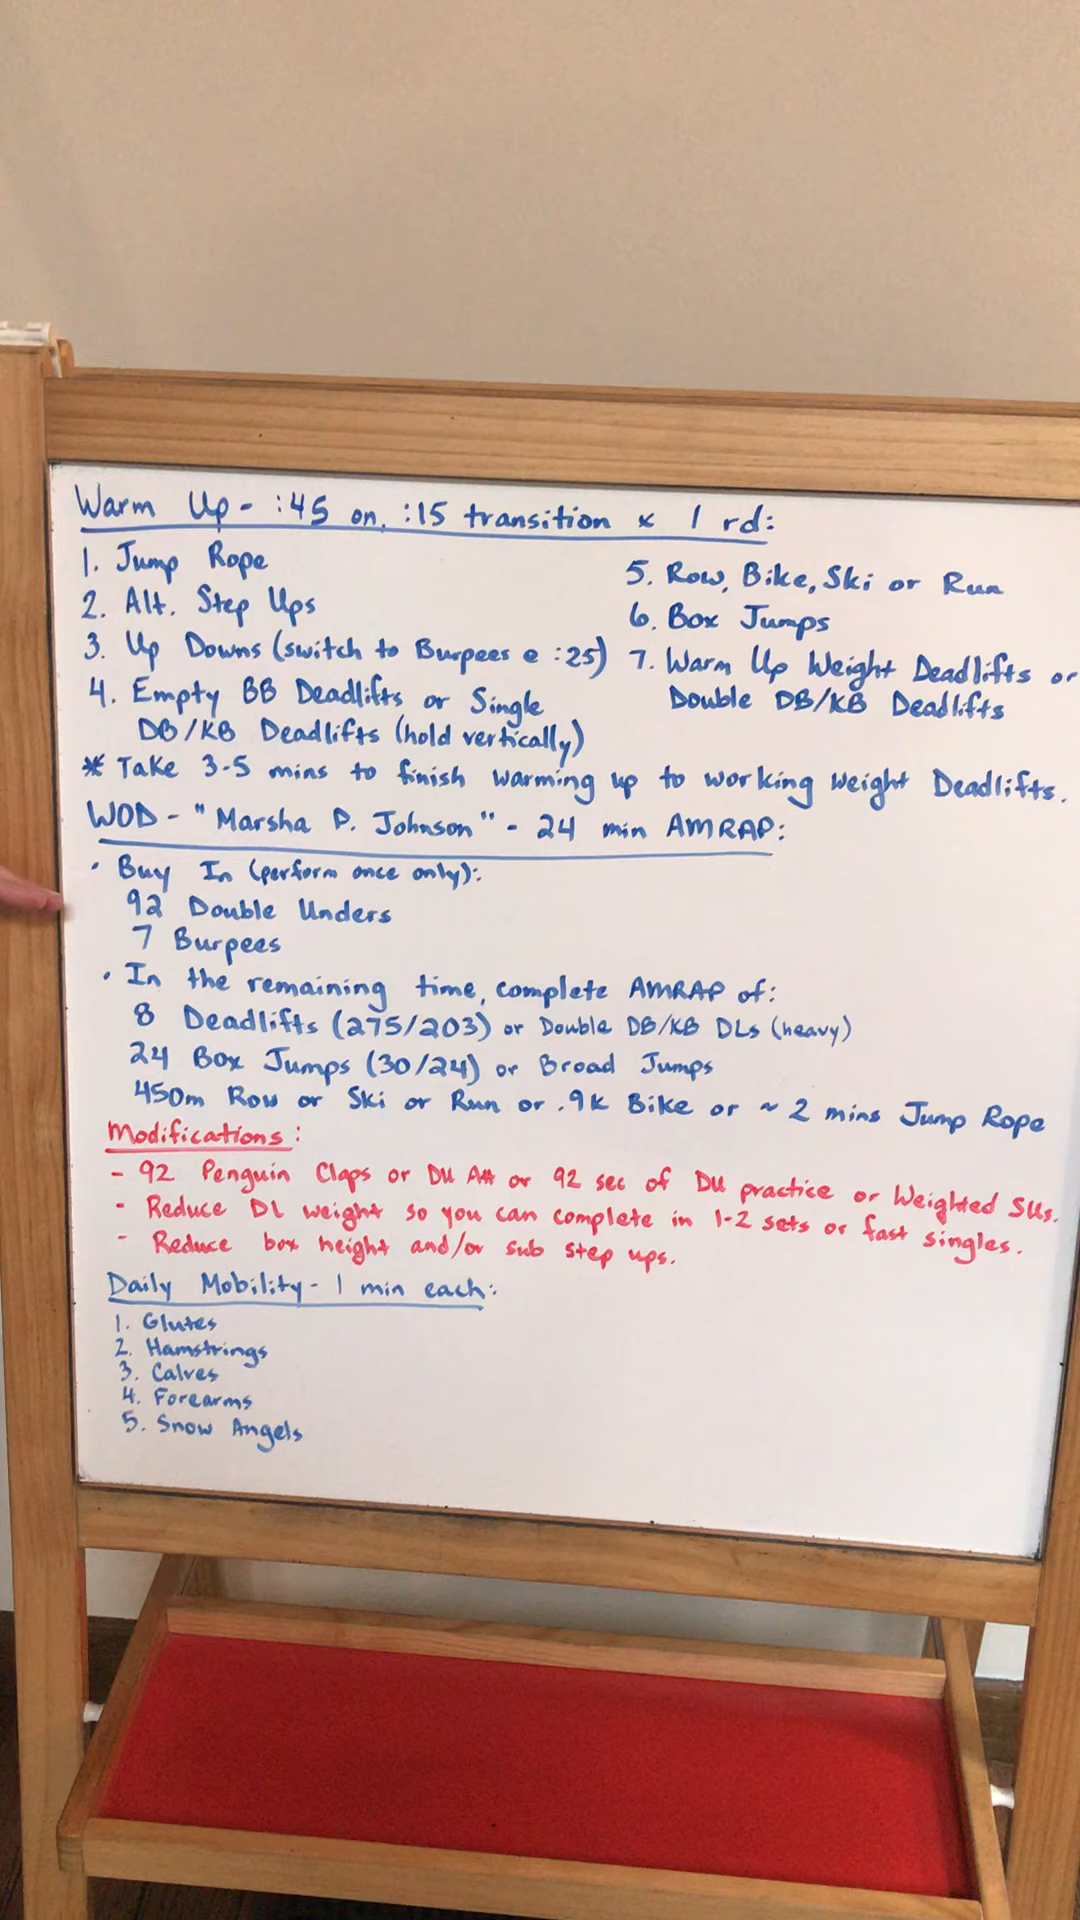 Warm Up - :45 on, :15 transition x 1 rd:
1. Jump Rope
2. Alt. Step Ups
3. Up Downs (switch to Burpees @ :25)
4. Empty BB Deadlifts or Single
DB/KB Deadlifts (hold vertically)
5. Row, Bike, Ski or Run
6. Box Jumps
7. Warm Up Weight Deadlifts or
Double DB/KB Deadlifts
* Take 3-5 mins to finish warming up to working weight Deadlifts.
WOD - "Marsha P. Johnson" - 24 min AMRAP:
• Buy In (perform once only):
92 Double Unders
7 Burpees
• In the remaining time, complete AMRAP of:
8 Deadlifts (275/203) or Double DB/KB DLs (heavy)
24 Box Jumps (30/24) or Broad Jumps
450m Row or Ski or Run or .9k Bike or ~ 2 mins Jump Rope
Modifications:
- 92 Penguin Claps or DU Att or 92 sec of DU practice or Weighted SUs.
- Reduce DL weight so you can complete in 1-2 sets or fast singles.
- Reduce box height and/or sub step ups.
Daily Mobility - 1 min each:
1. Glutes
2. Hamstrings
3. Calves
4. Forearms
5. Snow Angels